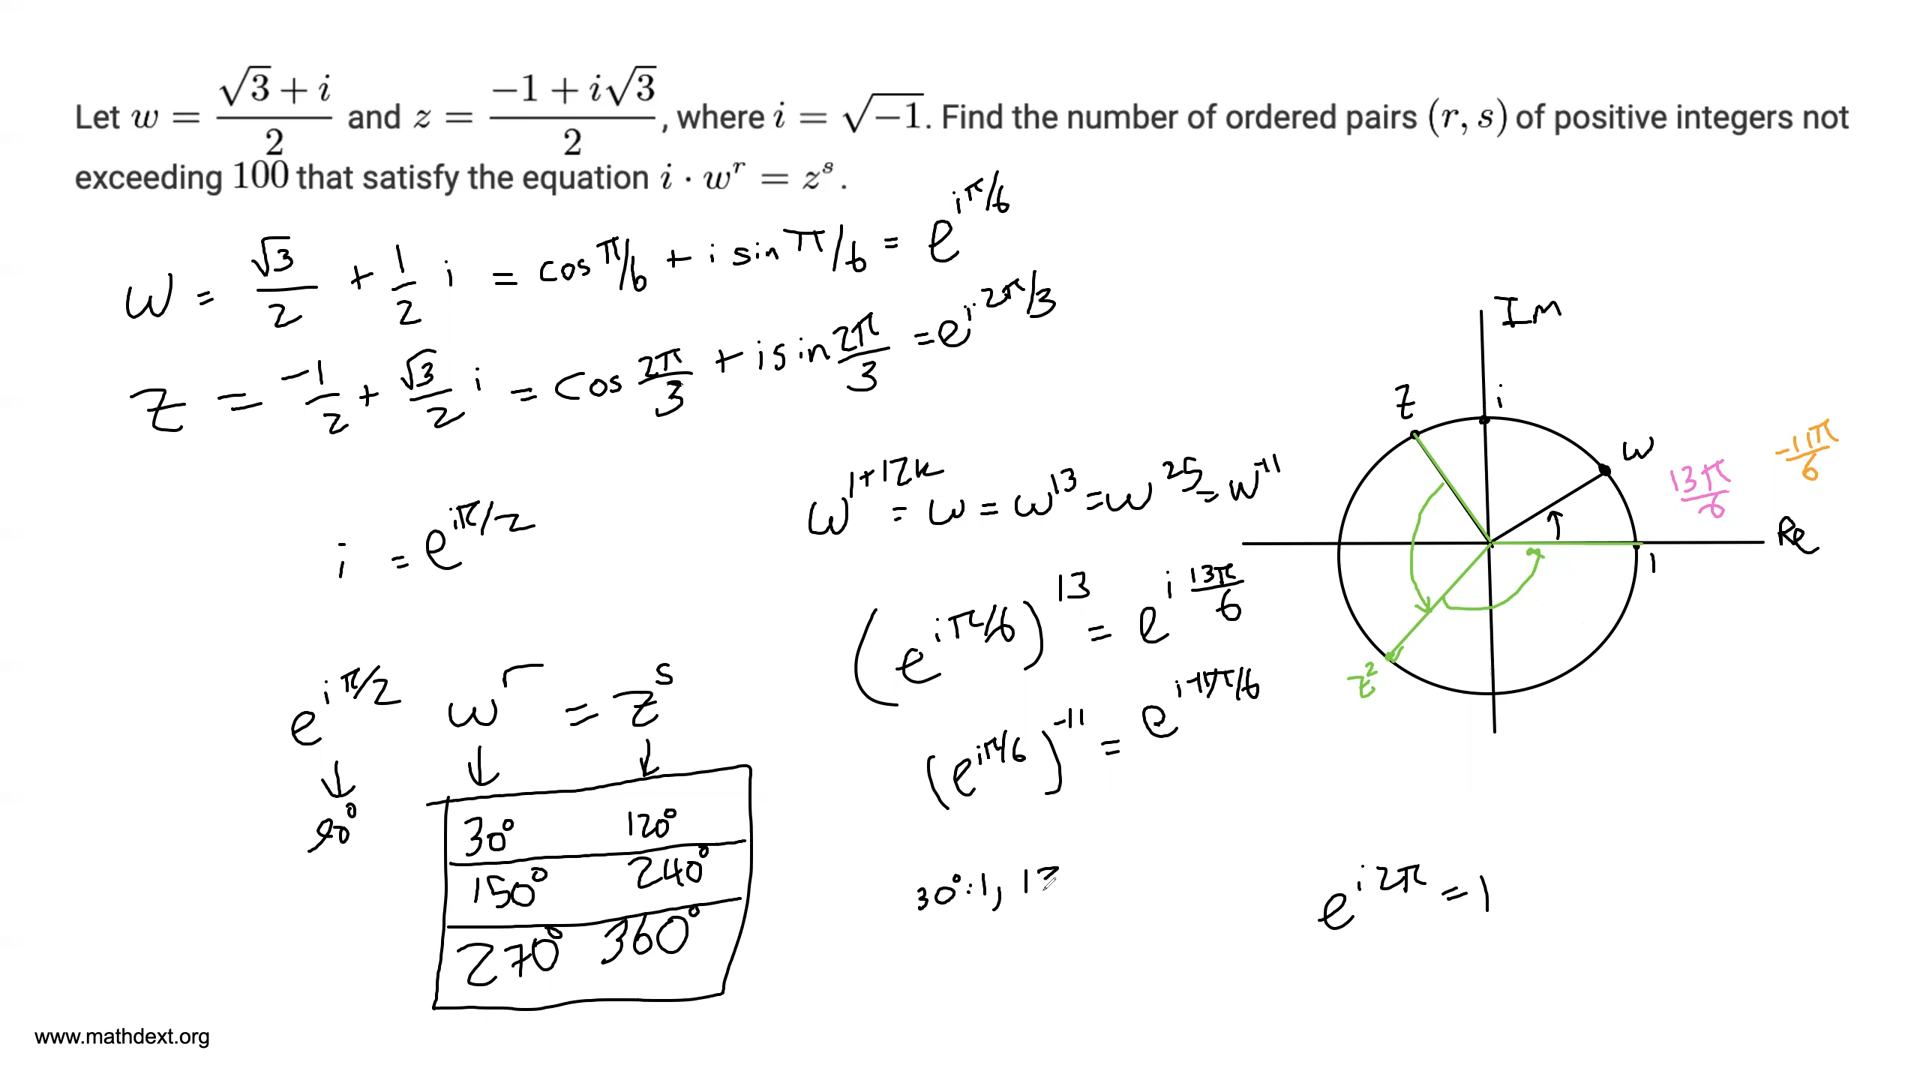 Let w = (√3 + i)/2 and z = (−1 + i√3)/2, where i = √−1. Find the number of ordered pairs (r, s) of positive integers not
exceeding 100 that satisfy the equation i · w^r = z^s.
w = √3/2 + 1/2 i = cos π/6 + i sin π/6 = e^(iπ/6)
z = −1/2 + √3/2 i = cos 2π/3 + i sin 2π/3 = e^(i2π/3)
i = e^(iπ/2)
e^(iπ/2) w^r = z^s
90°
30° 120°
150° 240°
270° 360°
w^(1+12k) = w = w^13 = w^25 = w^-11
(e^(iπ/6))^13 = e^(i 13π/6)
(e^(iπ/6))^-11 = e^(i-11π/6)
30°: 1, 13
e^(i2π) = 1
Im
z
i
w
13π/6
-11π/6
Re
1
z²
www.mathdext.org